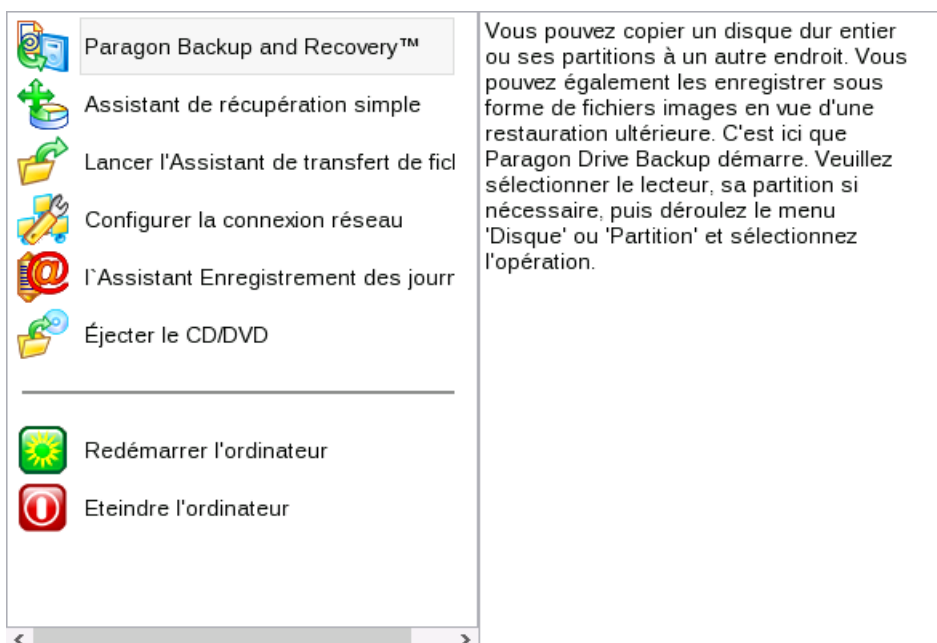 Paragon Backup and Recovery™
Assistant de récupération simple
Lancer l'Assistant de transfert de ficl
Configurer la connexion réseau
l`Assistant Enregistrement des jourr
Éjecter le CD/DVD
Redémarrer l'ordinateur
Eteindre l'ordinateur
Vous pouvez copier un disque dur entier
ou ses partitions à un autre endroit. Vous
pouvez également les enregistrer sous
forme de fichiers images en vue d'une
restauration ultérieure. C'est ici que
Paragon Drive Backup démarre. Veuillez
sélectionner le lecteur, sa partition si
nécessaire, puis déroulez le menu
'Disque' ou 'Partition' et sélectionnez
l'opération.